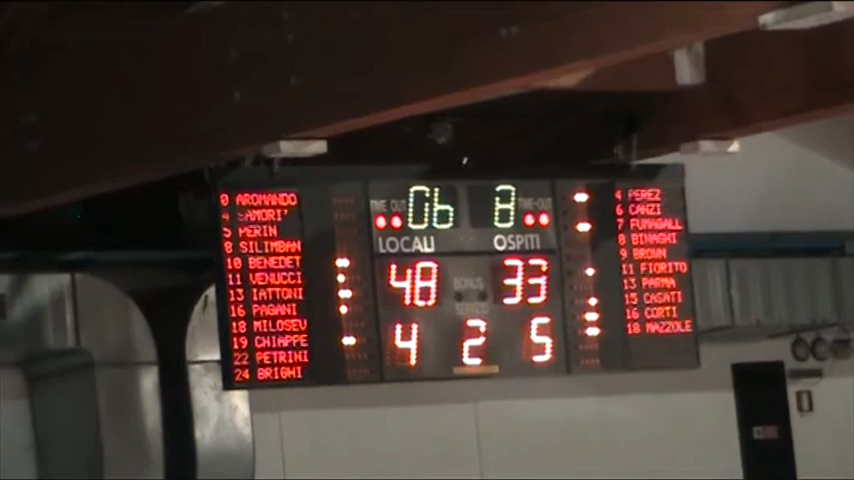 0 AROMANDO
4 SAMORI'
5 PERIN
8 SILIMBAN
10 BENEDET
11 VENUCCI
13 IATTONI
16 PAGANI
18 MILOSEV
19 CHIAPPE
22 PETRINI
24 BRIGHI
TIME OUT 06 8 TIME-OUT
LOCALI OSPITI
48 BONUS 33
4 2 5
4 PEREZ
6 CANZI
7 FUMAGALL
8 BINAGHI
9 BROWN
11 FIORITO
13 PARMA
15 CASATI
16 CORTI
18 MAZZOLE